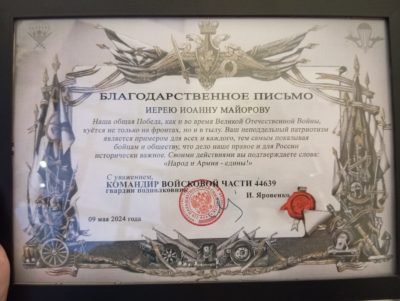 БЛАГОДАРСТВЕННОЕ ПИСЬМО
ИЕРЕЮ ИОАННУ МАЙОРОВУ
Наша общая Победа, как и во время Великой Отечественной Войны,
куётся не только на фронтах, но и в тылу. Ваш неподдельный патриотизм
является примером для всех и каждого, тем самым показывая
бойцам и обществу, что дело наше правое и для России
исторически важное. Своими действиями вы подтверждаете слова:
«Народ и Армия - едины!»
С уважением,
КОМАНДИР ВОЙСКОВОЙ ЧАСТИ 44639
гвардии подполковник
И. Яровенко
09 мая 2024 года